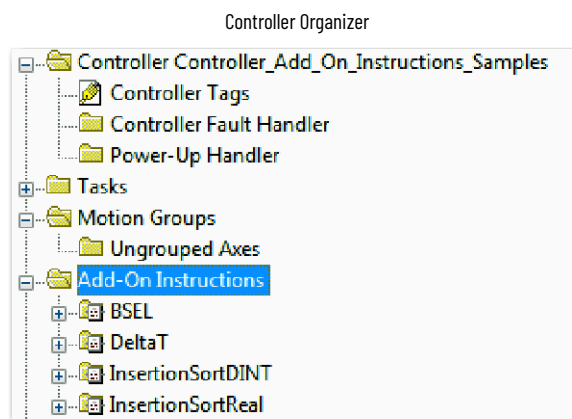 Controller Organizer
Controller Controller_Add_On_Instructions_Samples
Controller Tags
Controller Fault Handler
Power-Up Handler
Tasks
Motion Groups
Ungrouped Axes
Add-On Instructions
BSEL
DeltaT
InsertionSortDINT
InsertionSortReal